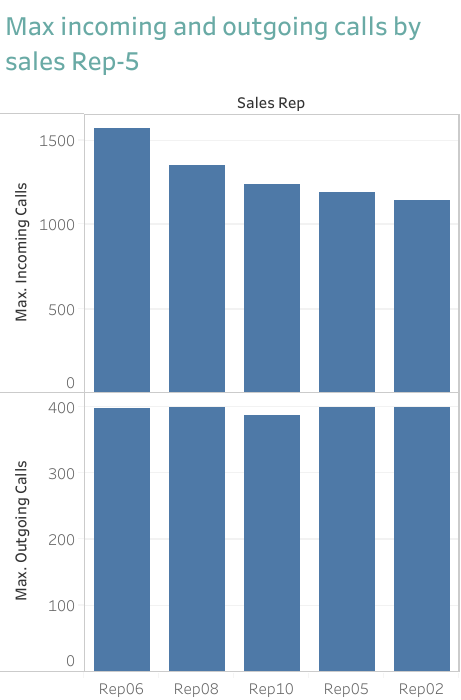 Max incoming and outgoing calls by
sales Rep-5
Sales Rep
Max. Incoming Calls
1500
1000
500
0
Max. Outgoing Calls
400
300
200
100
0
Rep06 Rep08 Rep10 Rep05 Rep02